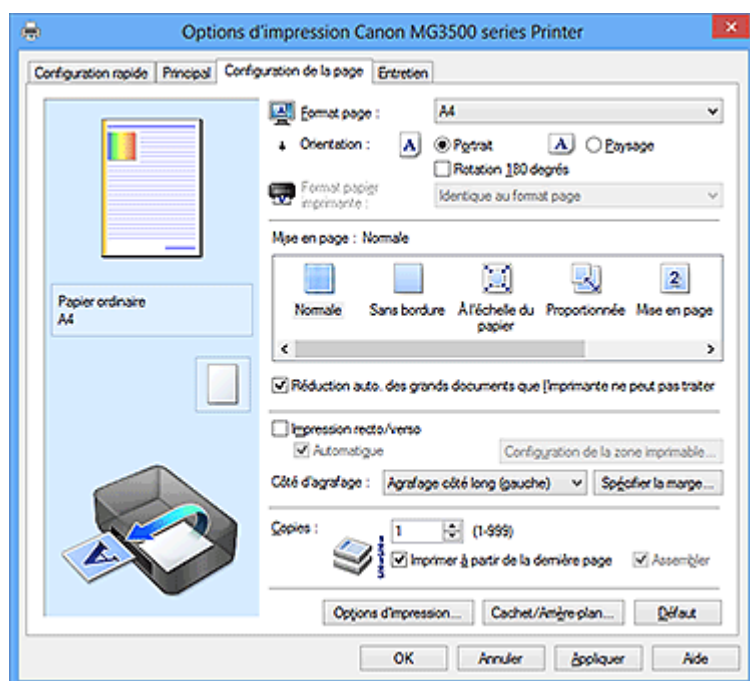 Options d'impression Canon MG3500 series Printer
Configuration rapide Principal Configuration de la page Entretien
Format page : A4
Orientation : A Portrait A Paysage
Rotation 180 degrés
Format papier imprimante : Identique au format page
Mise en page : Normale
Normale Sans bordure À l'échelle du papier Proportionnée Mise en page
Papier ordinaire
A4
Réduction auto. des grands documents que l'imprimante ne peut pas traiter
Impression recto/verso
Automatique Configuration de la zone imprimable...
Côté d'agrafage : Agrafage côté long (gauche) Spécifier la marge...
Copies : 1 (1-999)
Imprimer à partir de la dernière page Assembler
Options d'impression... Cachet/Arrière-plan... Défaut
OK Annuler Appliquer Aide